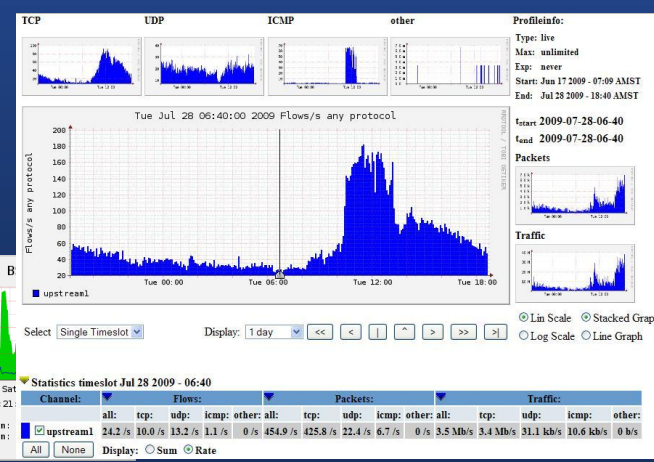 TCP UDP ICMP other Profileinfo:
Type: live
Max: unlimited
Exp: never
Start: Jun 17 2009 - 07:09 AMST
End: Jul 28 2009 - 18:40 AMST
tstart 2009-07-28-06-40
tend 2009-07-28-06-40
Packets
Traffic
Tue Jul 28 06:40:00 2009 Flows/s any protocol
Flows/s any protocol
200
180
160
140
120
100
80
60
40
20
Tue 00:00 Tue 06:00 Tue 12:00 Tue 18:00
upstream1
Lin Scale Stacked Grap
Log Scale Line Graph
Select Single Timeslot Display: 1 day << < | ^ > >> >|
Statistics timeslot Jul 28 2009 - 06:40
Channel: Flows: Packets: Traffic:
all: tcp: udp: icmp: other: all: tcp: udp: icmp: other: all: tcp: udp: icmp: other:
upstream1 24.2 /s 10.0 /s 13.2 /s 1.1 /s 0 /s 454.9 /s 425.8 /s 22.4 /s 6.7 /s 0 /s 3.5 Mb/s 3.4 Mb/s 31.1 kb/s 10.6 kb/s 0 b/s
All None Display: Sum Rate
B
Sat
21:
n:
n: